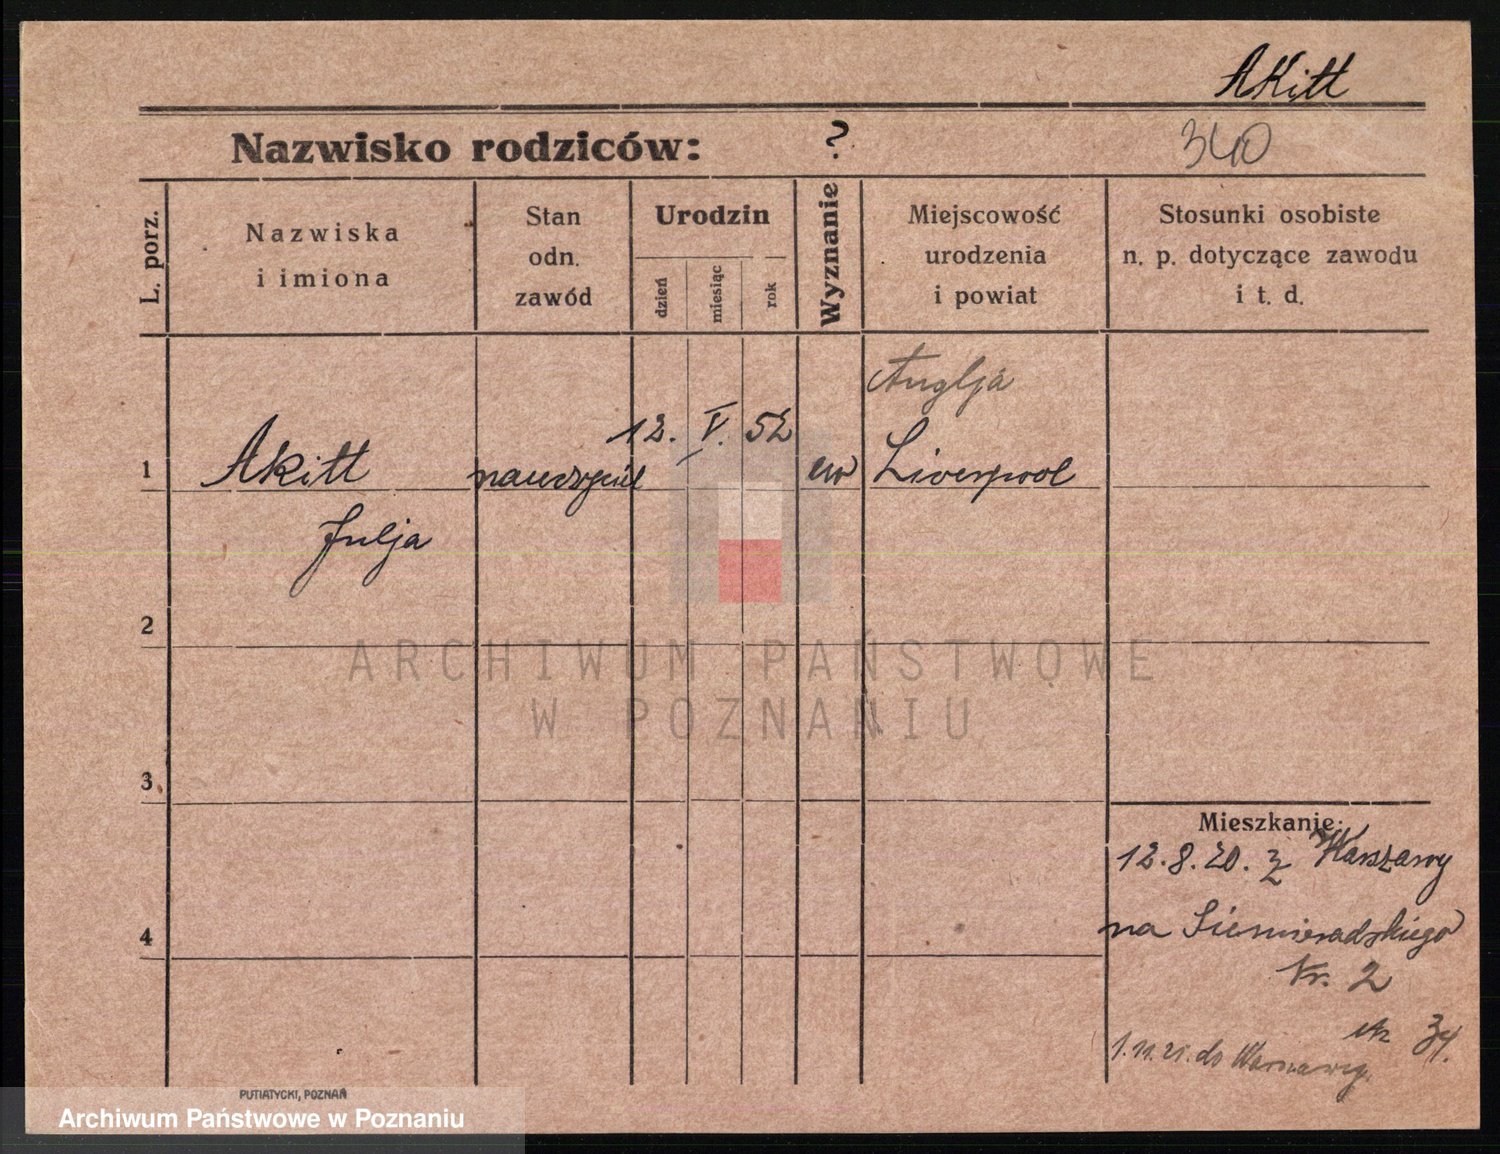 AKitt
340
Nazwisko rodziców:
?
L. porz.
Nazwiska
i imiona
Stan
odn.
zawód
Urodzin
dzień
miesiąc
rok
Wyznanie
Miejscowość
urodzenia
i powiat
Stosunki osobiste
n. p. dotyczące zawodu
i t. d.
Anglja
1 Akitt nauczyciel 12. V. 52 ew Liverpool
Julja
2
ARCHIWUM PAŃSTWOWE
W POZNANIU
3
Mieszkanie:
12.8.20. z Warszawy
4
na Siemieradzkiego
Nr. 2
34.
1.11.21. do Warszawy.
PUTIATYCKI, POZNAŃ
Archiwum Państwowe w Poznaniu